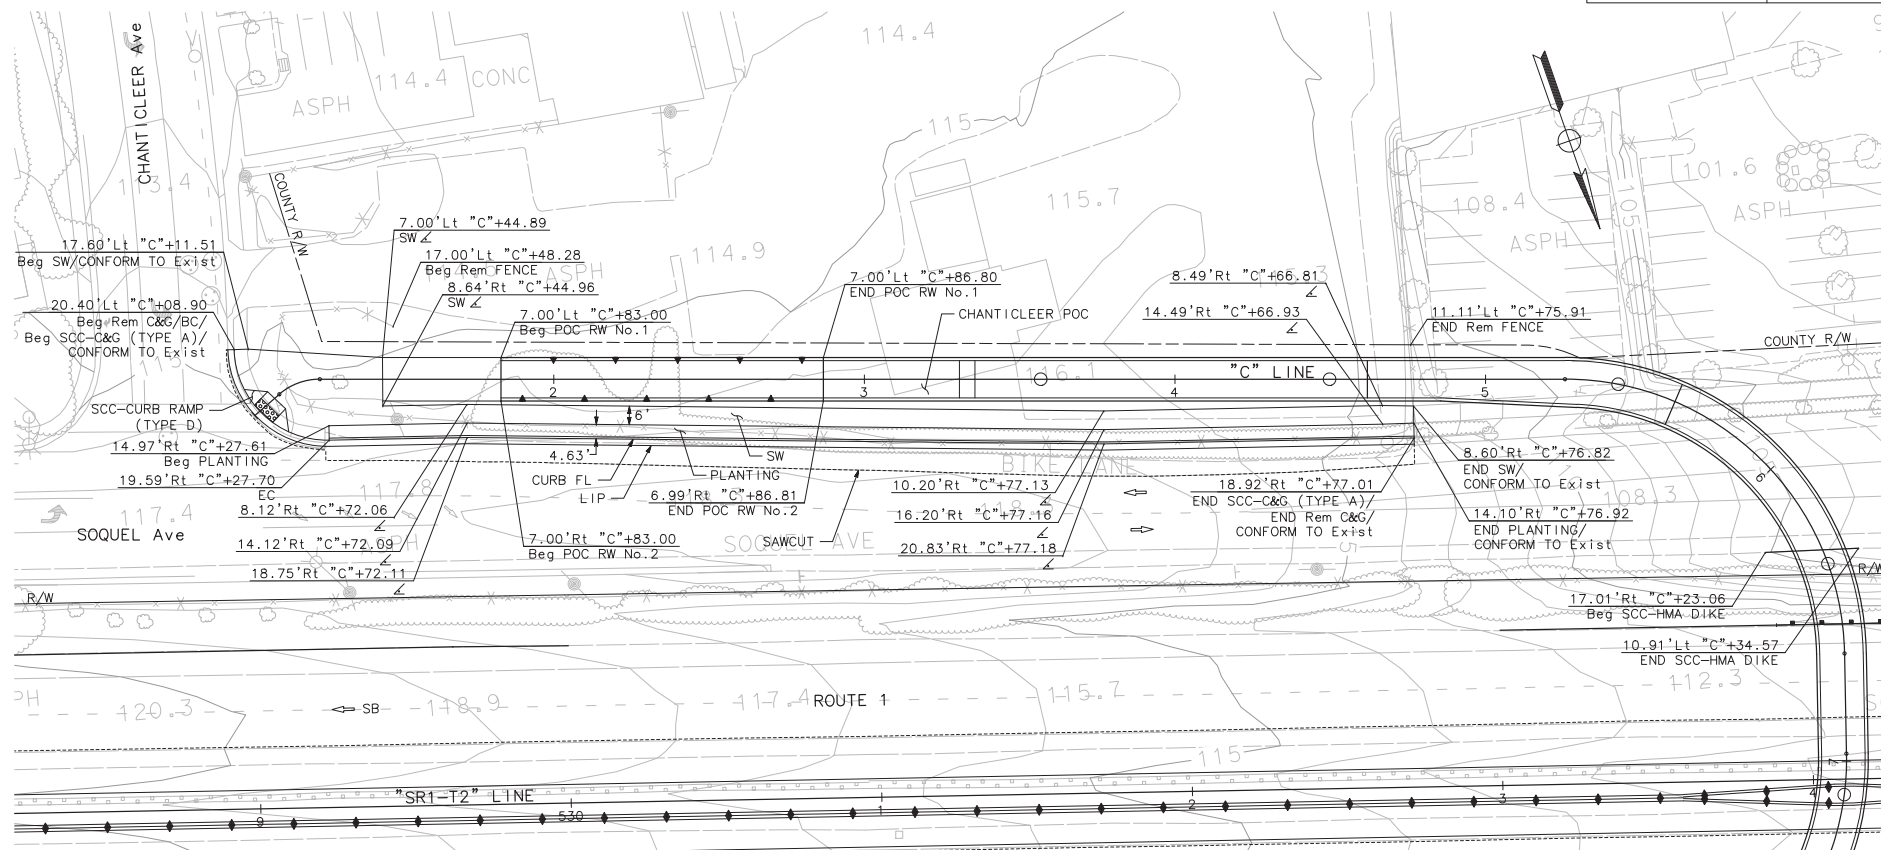 CHANTICLEER Ave
114.4
ASPH
114.4
CONC
113.4
COUNTY R/W
115
115.7
114.9
108.4
101.6
ASPH
ASPH
105
17.60'Lt "C"+11.51
Beg SW/CONFORM TO Exist
20.40'Lt "C"+08.90
Beg Rem C&G/BC/
Beg SCC-C&G (TYPE A)/
CONFORM TO Exist
115
7.00'Lt "C"+44.89
SW
17.00'Lt "C"+48.28
Beg Rem FENCE
ASPH
8.64'Rt "C"+44.96
SW
7.00'Lt "C"+83.00
Beg POC RW No.1
7.00'Lt "C"+86.80
END POC RW No.1
CHANTICLEER POC
8.49'Rt "C"+66.81
14.49'Rt "C"+66.93
11.11'Lt "C"+75.91
END Rem FENCE
COUNTY R/W
"C" LINE
116.1
2
3
4
5
6
7
SCC-CURB RAMP
(TYPE D)
14.97'Rt "C"+27.61
Beg PLANTING
19.59'Rt "C"+27.70
EC
8.12'Rt "C"+72.06
14.12'Rt "C"+72.09
18.75'Rt "C"+72.11
6'
4.63'
CURB FL
LIP
PLANTING
SW
6.99'Rt "C"+86.81
END POC RW No.2
7.00'Rt "C"+83.00
Beg POC RW No.2
SAWCUT
BIKE LANE
10.20'Rt "C"+77.13
16.20'Rt "C"+77.16
20.83'Rt "C"+77.18
18.92'Rt "C"+77.01
END SCC-C&G (TYPE A)/
END Rem C&G/
CONFORM TO Exist
8.60'Rt "C"+76.82
END SW/
CONFORM TO Exist
14.10'Rt "C"+76.92
END PLANTING/
CONFORM TO Exist
108.3
117.8
117.4
SOQUEL Ave
SOQUEL AVE
R/W
R/W
17.01'Rt "C"+23.06
Beg SCC-HMA DIKE
10.91'Lt "C"+34.57
END SCC-HMA DIKE
120.3
SB
118.9
117.4
ROUTE 1
115.7
112.3
115
"SR1-T2" LINE
9
530
1
2
3
4